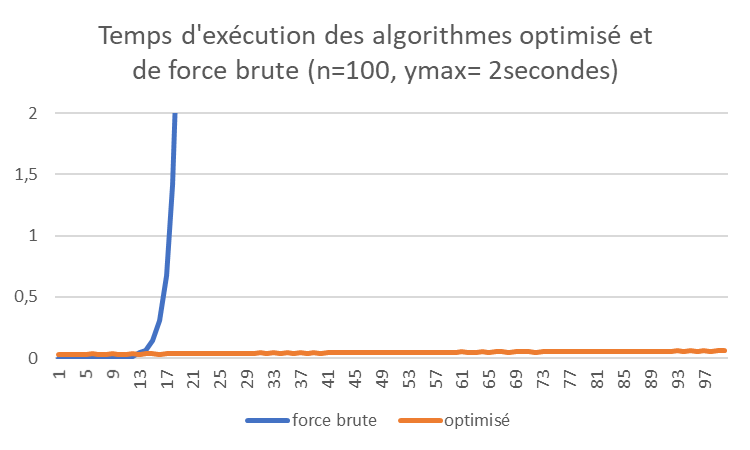 Temps d'exécution des algorithmes optimisé et
de force brute (n=100, ymax= 2secondes)
2
1,5
1
0,5
0
1 5 9 13 17 21 25 29 33 37 41 45 49 53 57 61 65 69 73 77 81 85 89 93 97
force brute optimisé